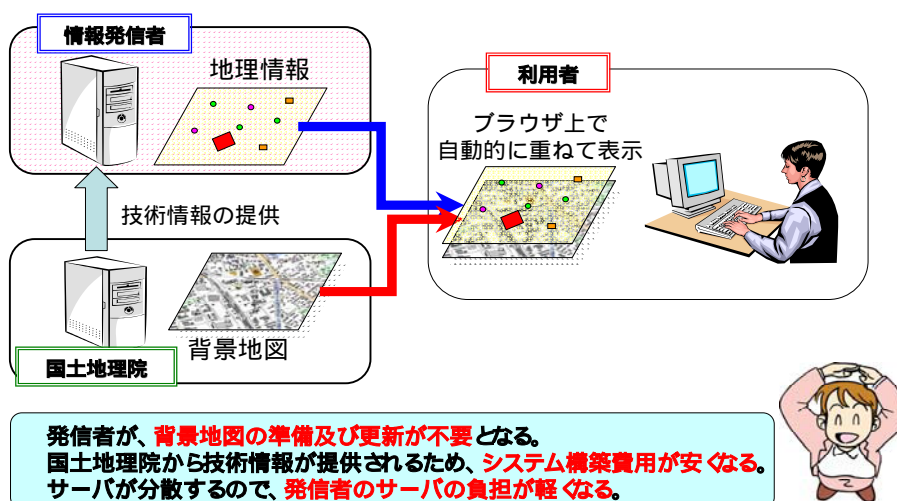 情報発信者
地理情報
利用者
ブラウザ上で
自動的に重ねて表示
技術情報の提供
背景地図
国土地理院
発信者が、背景地図の準備及び更新が不要となる。
国土地理院から技術情報が提供されるため、システム構築費用が安くなる。
サーバが分散するので、発信者のサーバの負担が軽くなる。